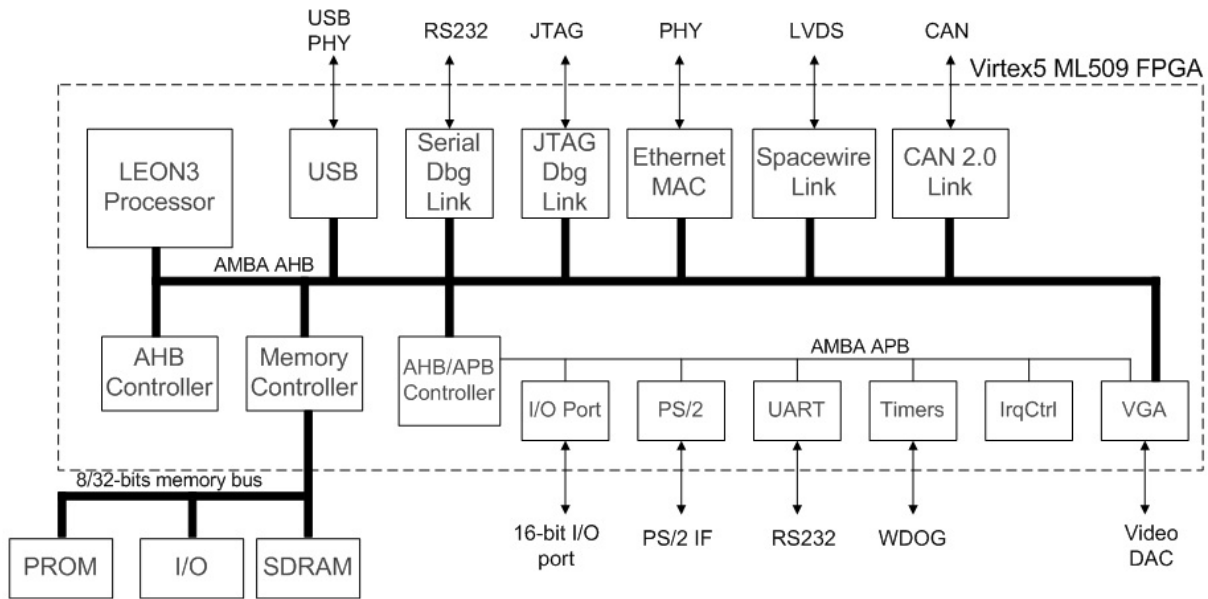 USB
PHY
RS232
JTAG
PHY
LVDS
CAN
Virtex5 ML509 FPGA
LEON3
Processor
USB
Serial
Dbg
Link
JTAG
Dbg
Link
Ethernet
MAC
Spacewire
Link
CAN 2.0
Link
AMBA AHB
AHB
Controller
Memory
Controller
AHB/APB
Controller
AMBA APB
I/O Port
PS/2
UART
Timers
IrqCtrl
VGA
8/32-bits memory bus
PROM
I/O
SDRAM
16-bit I/O
port
PS/2 IF
RS232
WDOG
Video
DAC